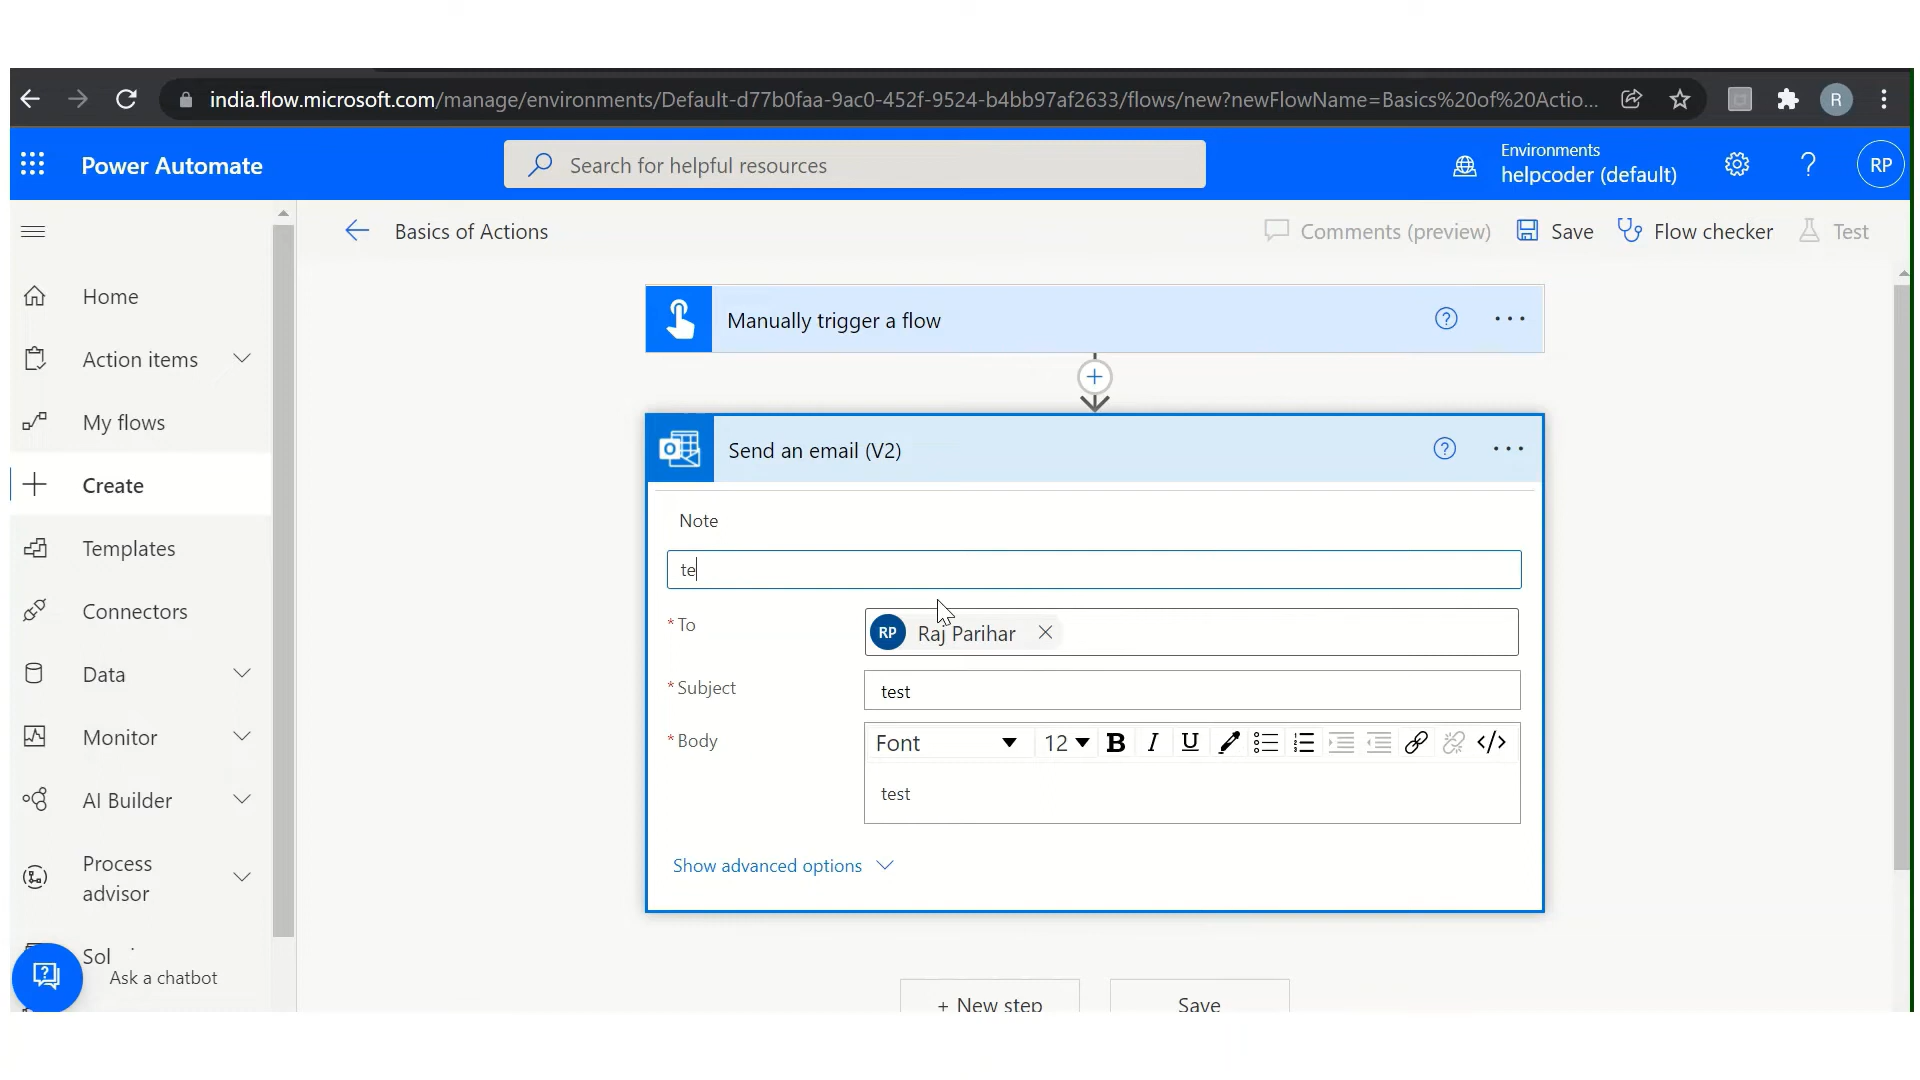 india.flow.microsoft.com/manage/environments/Default-d77b0faa-9ac0-452f-9524-b4bb97af2633/flows/new?newFlowName=Basics%20of%20Actio...
R
Power Automate
Search for helpful resources
Environments
helpcoder (default)
?
RP
Basics of Actions
Comments (preview)
Save
Flow checker
Test
Home
Action items
My flows
Create
Templates
Connectors
Data
Monitor
AI Builder
Process
advisor
Sol
Ask a chatbot
Manually trigger a flow
?
...
+
Send an email (V2)
?
...
Note
te
* To
RP
Raj Parihar
* Subject
test
* Body
Font
12
B
I
U
</>
test
Show advanced options
+ New step
Save